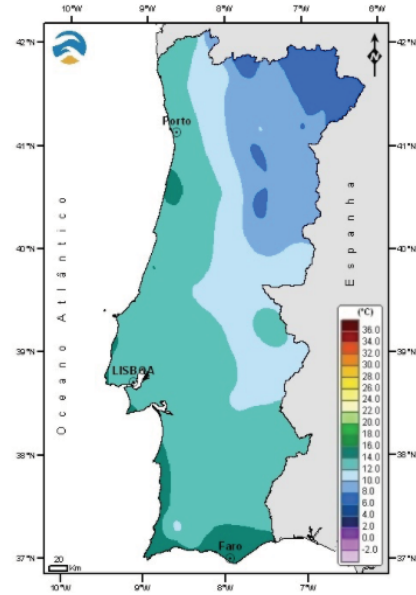 9°W 8°W 7°W 6°W
42°N 42°N
N
Porto
41°N 41°N
40°N 40°N
Oceano Atlântico
Espanha
39°N 39°N
LISBOA
38°N 38°N
Faro
37°N 37°N
(°C)
36.0
34.0
32.0
30.0
28.0
26.0
24.0
22.0
20.0
18.0
16.0
14.0
12.0
10.0
8.0
6.0
4.0
2.0
0.0
-2.0
20
Km
9°W 8°W 7°W